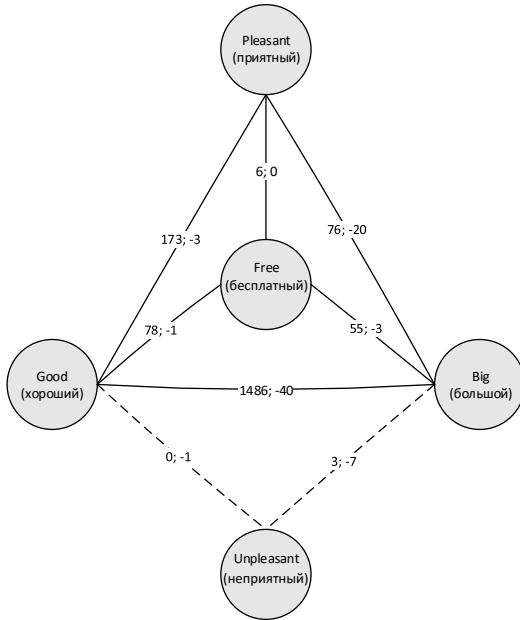 Pleasant
(приятный)
6; 0
173; -3
76; -20
Free
(бесплатный)
78; -1
55; -3
Good
(хороший)
Big
(большой)
1486; -40
0; -1
3; -7
Unpleasant
(неприятный)